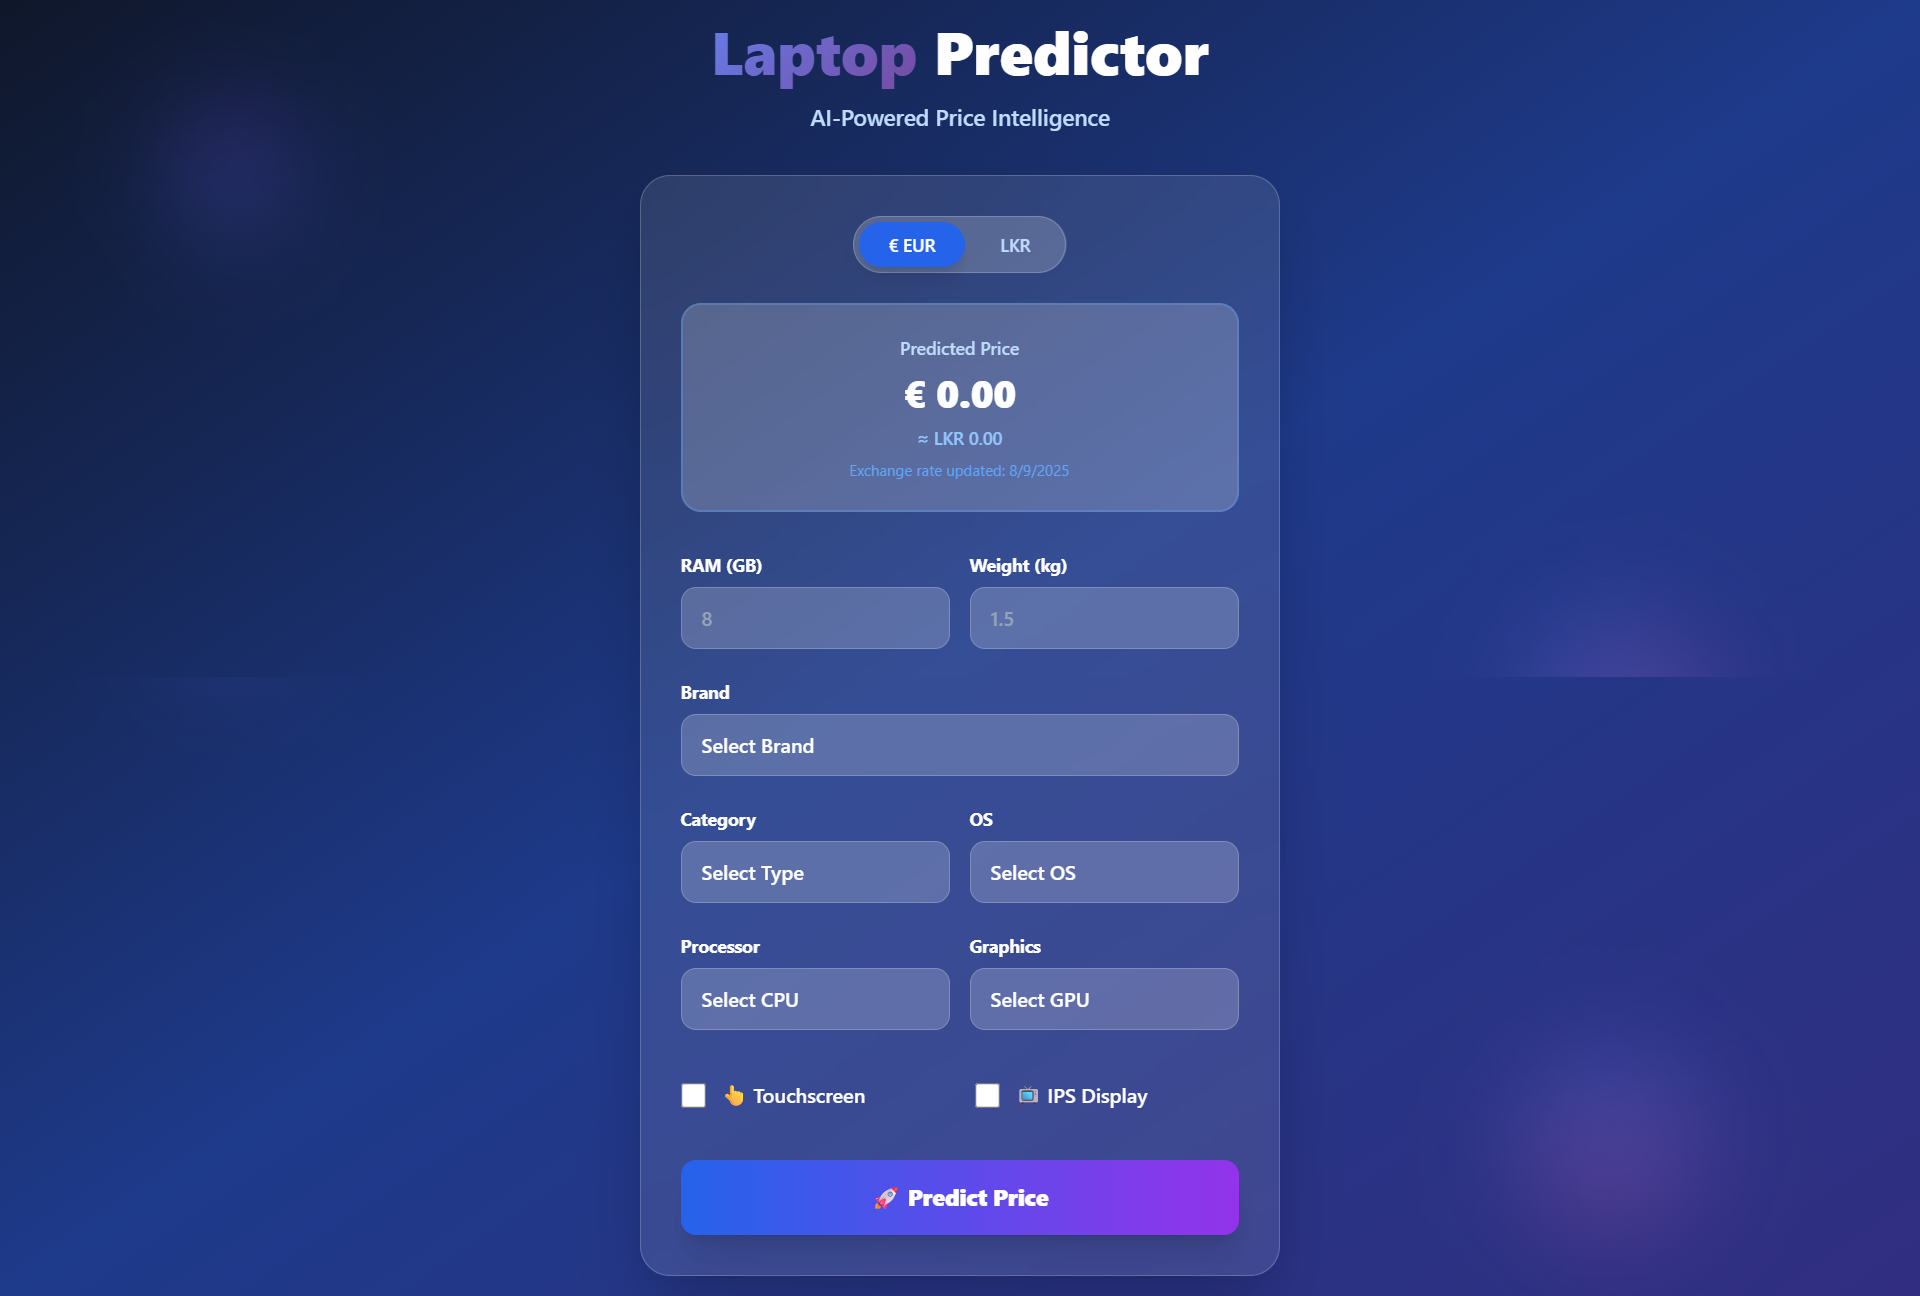 Laptop Predictor
AI-Powered Price Intelligence
€ EUR LKR
Predicted Price
€ 0.00
≈ LKR 0.00
Exchange rate updated: 8/9/2025
RAM (GB) Weight (kg)
8 1.5
Brand
Select Brand
Category OS
Select Type Select OS
Processor Graphics
Select CPU Select GPU
👆 Touchscreen 📺 IPS Display
🚀 Predict Price